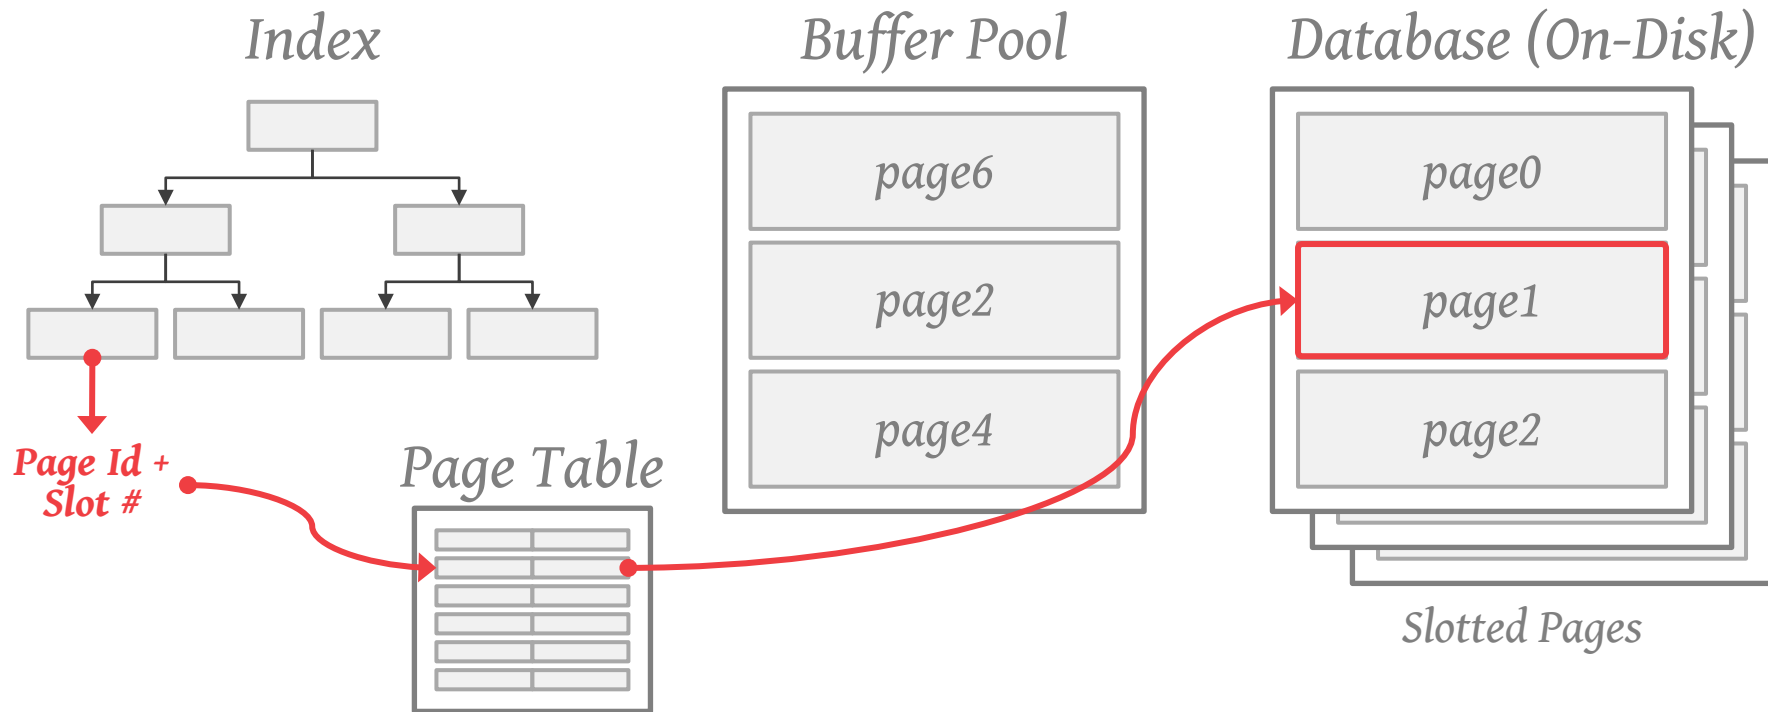 Index
Buffer Pool
Database (On-Disk)
page6
page2
page4
page0
page1
page2
Page Id +
Slot #
Page Table
Slotted Pages